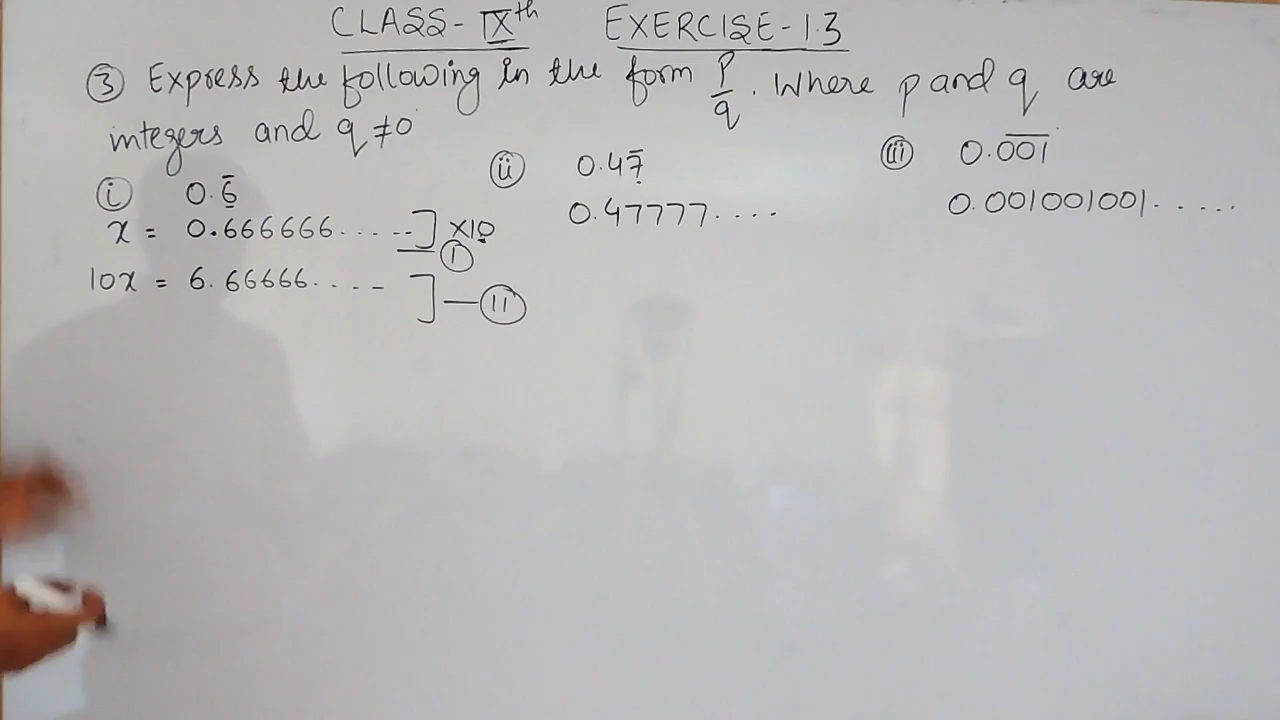 CLASS-IXth EXERCISE-1.3
③ Express the following in the form p/q. Where p and q are
integers and q ≠ 0
ⓘ 0.6̅
x = 0.666666..... ] ×10 — Ⓘ
10x = 6.66666.... ] — ⑪
ⓘⓘ 0.47̅
0.47777....
ⓘⓘⓘ 0.0̅0̅1̅
0.001001001.....